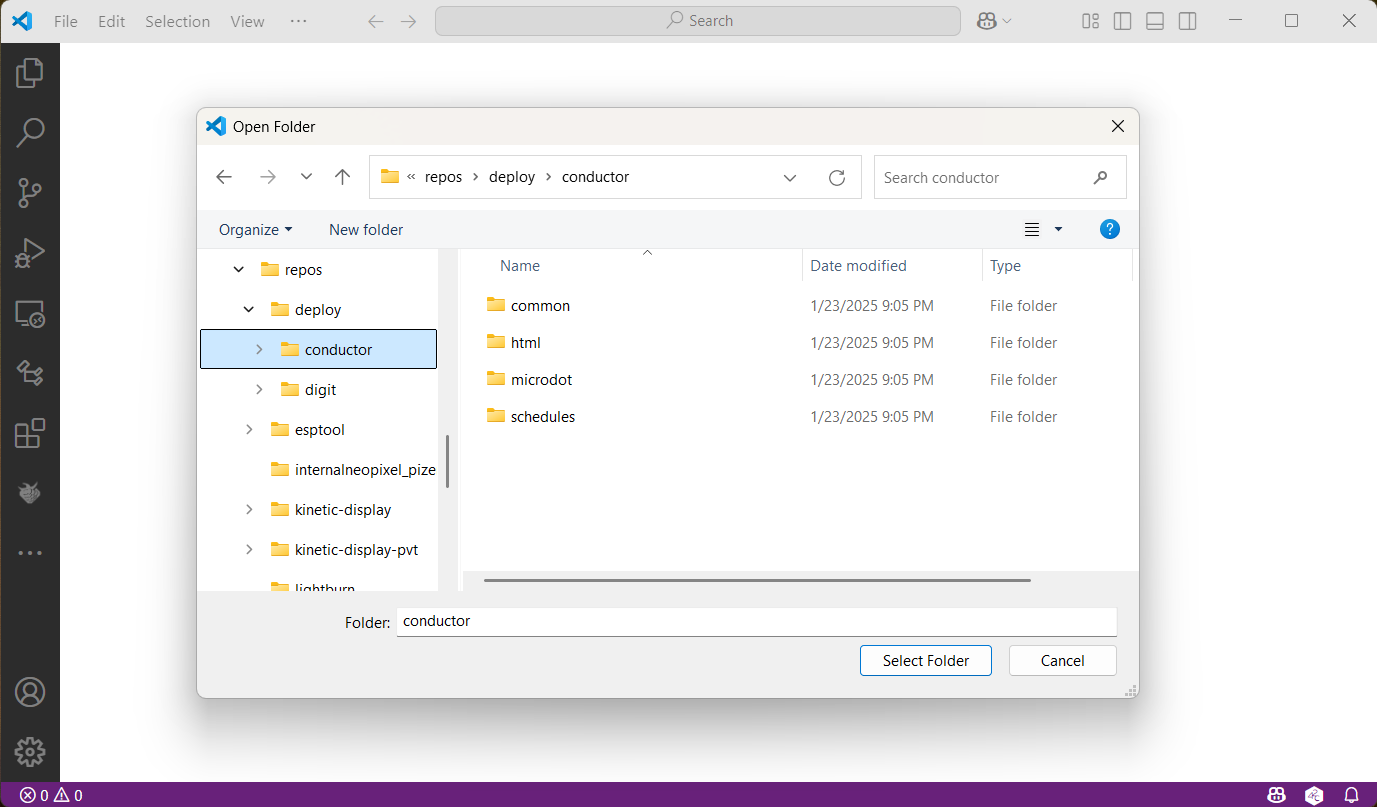 File Edit Selection View ··· Search
Open Folder
« repos > deploy > conductor Search conductor
Organize New folder
repos
deploy
conductor
digit
esptool
internalneopixel_pize
kinetic-display
kinetic-display-pvt
lightburn
Name Date modified Type
common 1/23/2025 9:05 PM File folder
html 1/23/2025 9:05 PM File folder
microdot 1/23/2025 9:05 PM File folder
schedules 1/23/2025 9:05 PM File folder
Folder: conductor
Select Folder Cancel
0 0